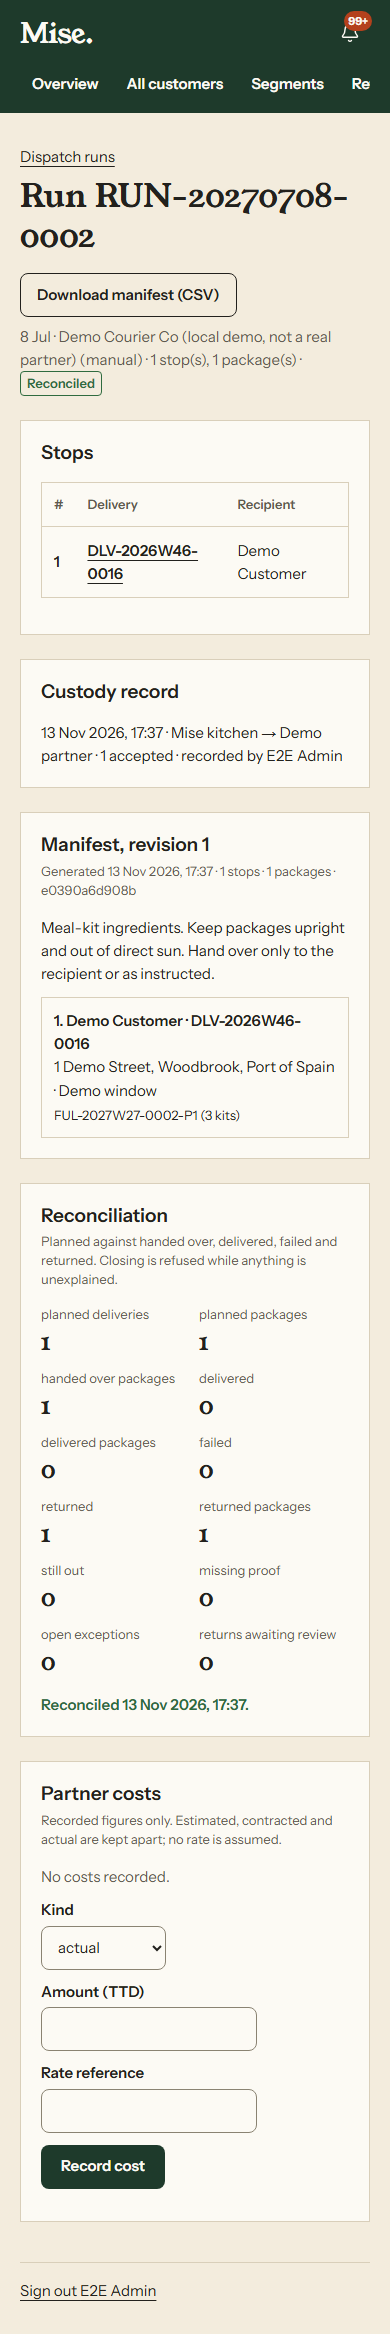 Mise.
99+
Overview All customers Segments Re
Dispatch runs
Run RUN-20270708-
0002
Download manifest (CSV)
8 Jul · Demo Courier Co (local demo, not a real
partner) (manual) · 1 stop(s), 1 package(s) ·
Reconciled
Stops
# Delivery Recipient
1 DLV-2026W46-0016 Demo Customer
Custody record
13 Nov 2026, 17:37 · Mise kitchen → Demo
partner · 1 accepted · recorded by E2E Admin
Manifest, revision 1
Generated 13 Nov 2026, 17:37 · 1 stops · 1 packages ·
e0390a6d908b
Meal-kit ingredients. Keep packages upright
and out of direct sun. Hand over only to the
recipient or as instructed.
1. Demo Customer · DLV-2026W46-
0016
1 Demo Street, Woodbrook, Port of Spain
· Demo window
FUL-2027W27-0002-P1 (3 kits)
Reconciliation
Planned against handed over, delivered, failed and
returned. Closing is refused while anything is
unexplained.
planned deliveries planned packages
1 1
handed over packages delivered
1 0
delivered packages failed
0 0
returned returned packages
1 1
still out missing proof
0 0
open exceptions returns awaiting review
0 0
Reconciled 13 Nov 2026, 17:37.
Partner costs
Recorded figures only. Estimated, contracted and
actual are kept apart; no rate is assumed.
No costs recorded.
Kind
actual
Amount (TTD)
Rate reference
Record cost
Sign out E2E Admin